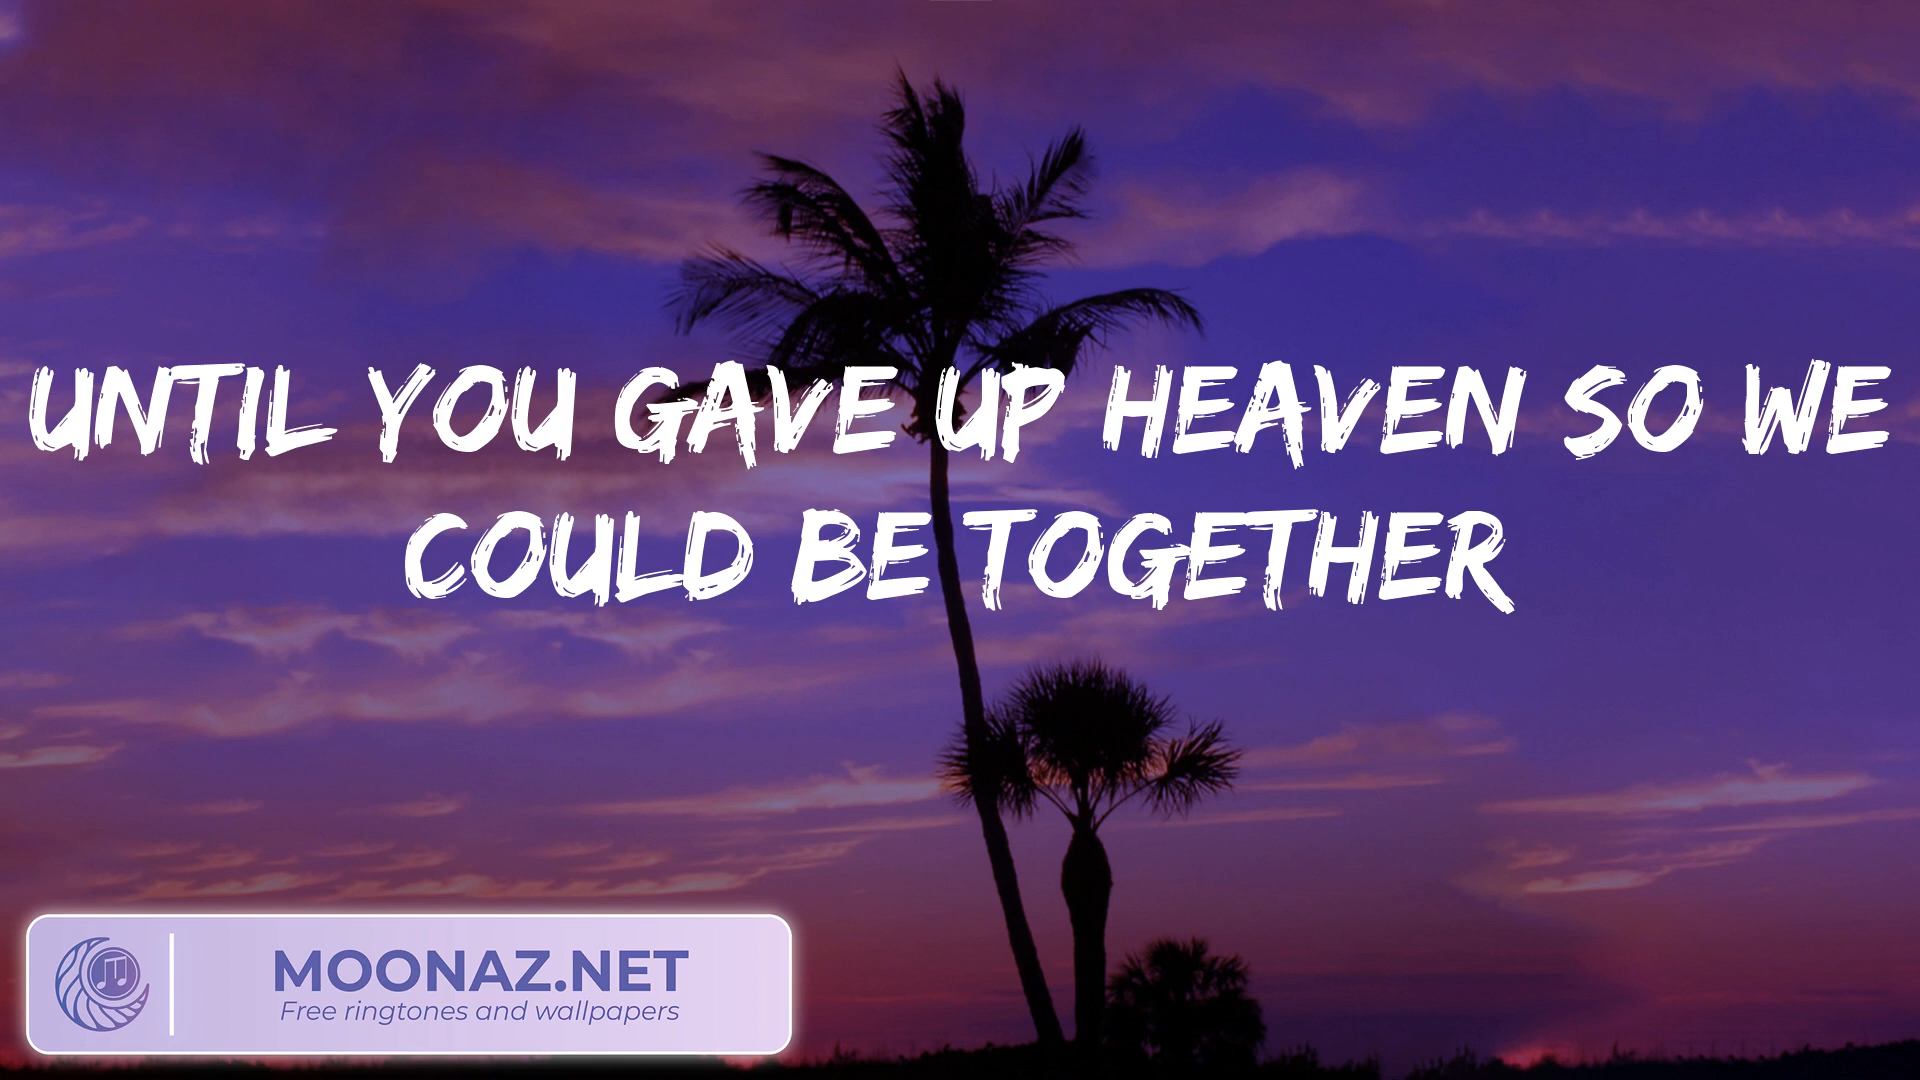 UNTIL YOU GAVE UP HEAVEN SO WE
COULD BE TOGETHER
MOONAZ.NET
Free ringtones and wallpapers